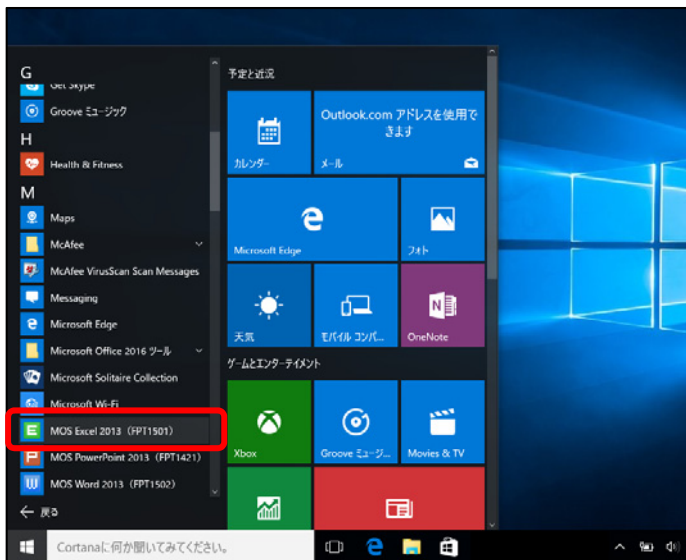 G
Get Skype
Groove ミュージック
H
Health & Fitness
M
Maps
McAfee
McAfee VirusScan Scan Messages
Messaging
Microsoft Edge
Microsoft Office 2016 ツール
Microsoft Solitaire Collection
Microsoft Wi-Fi
MOS Excel 2013（FPT1501）
MOS PowerPoint 2013（FPT1421）
MOS Word 2013（FPT1502）
戻る
予定と近況
カレンダー
Outlook.com アドレスを使用で
きます
メール
Microsoft Edge
フォト
天気
モバイル コンパ...
OneNote
ゲームとエンターテイメント
Xbox
Groove ミュージ...
Movies & TV
Cortanaに何か聞いてみてください。